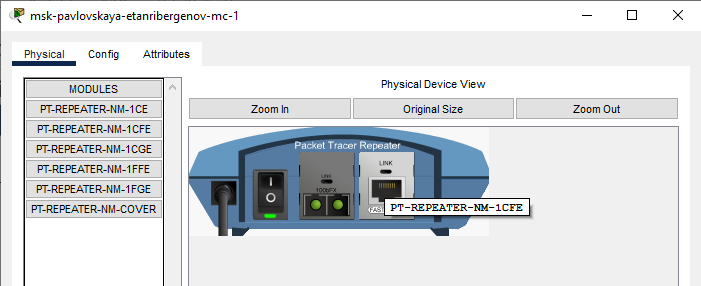 msk-pavlovskaya-etanribergenov-mc-1
Physical Config Attributes
MODULES
PT-REPEATER-NM-1CE
PT-REPEATER-NM-1CFE
PT-REPEATER-NM-1CGE
PT-REPEATER-NM-1FFE
PT-REPEATER-NM-1FGE
PT-REPEATER-NM-COVER
Physical Device View
Zoom In Original Size Zoom Out
Packet Tracer Repeater
LINK
LINK
100bFX
PT-REPEATER-NM-1CFE